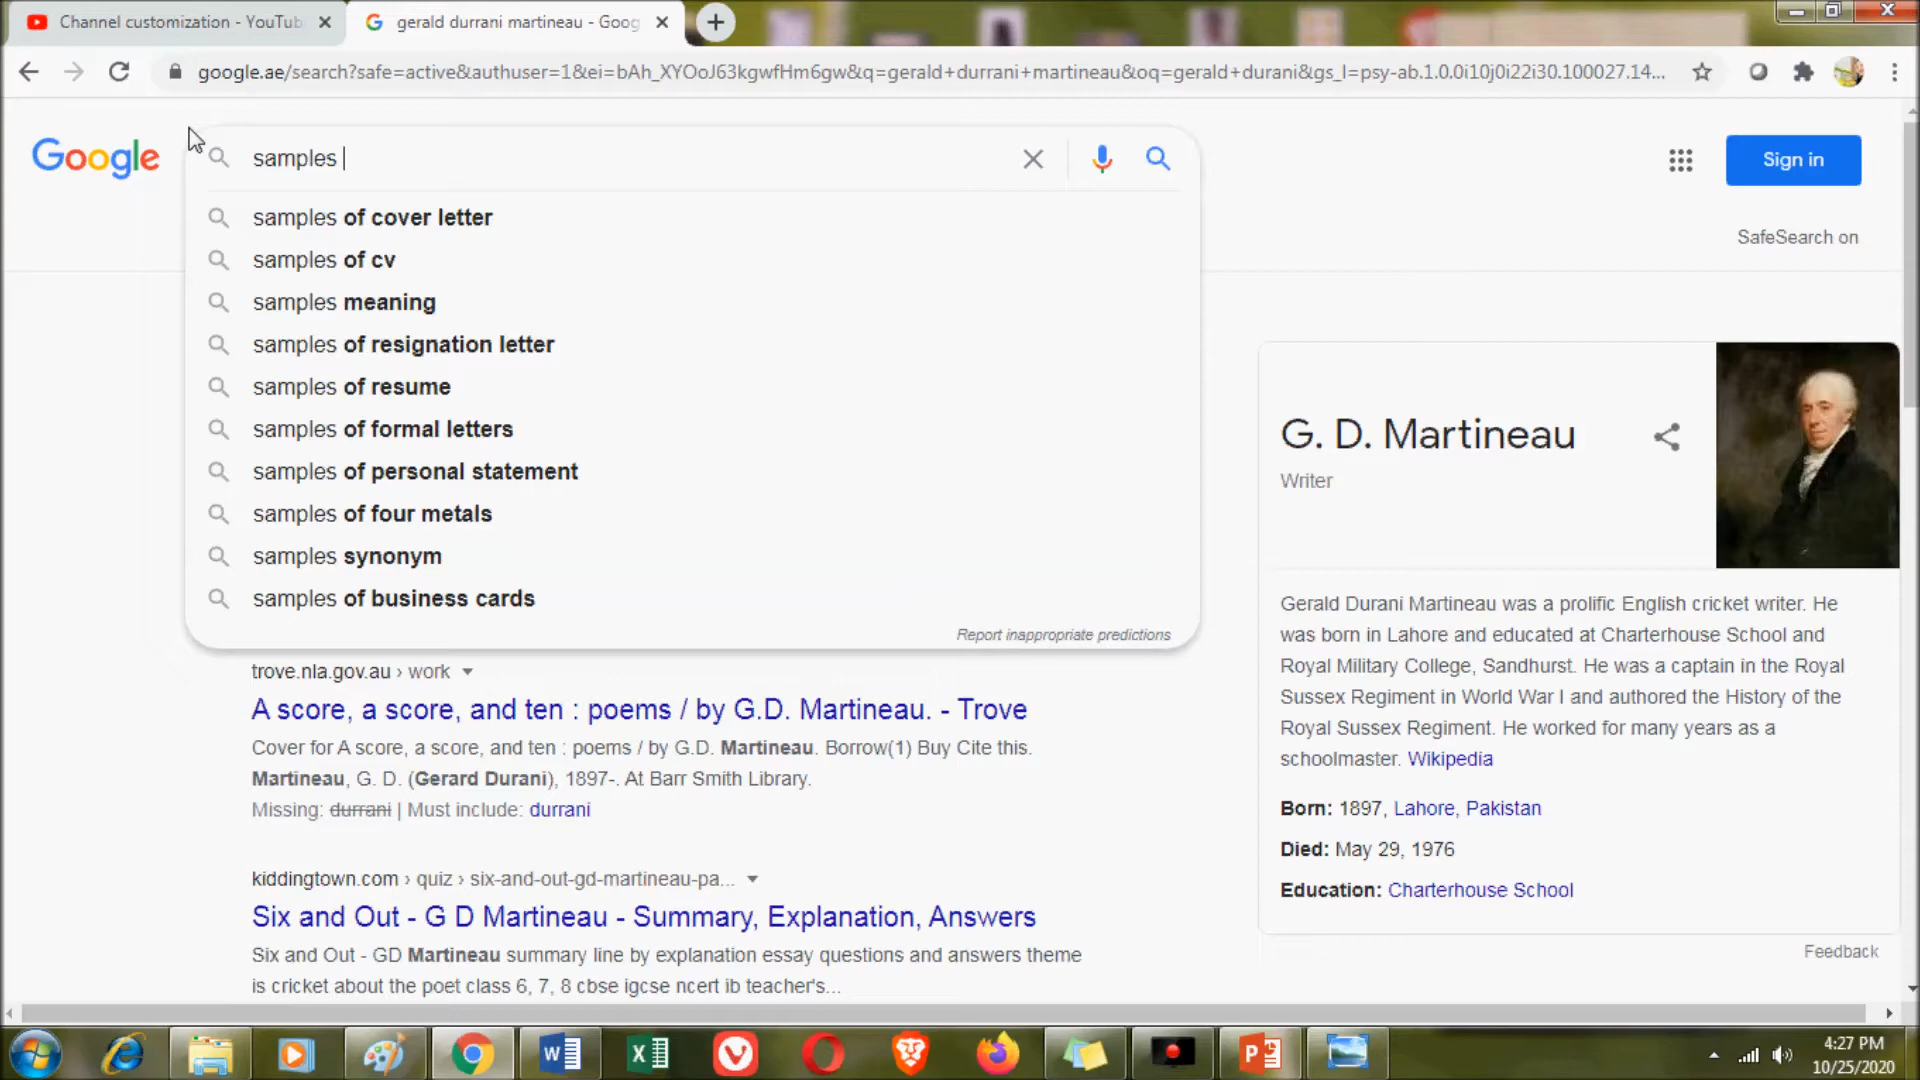 Channel customization - YouTub
gerald durrani martineau - Goog
google.ae/search?safe=active&authuser=1&ei=bAh_XYOoJ63kgwfHm6gw&q=gerald+durrani+martineau&oq=gerald+durani&gs_l=psy-ab.1.0.0i10j0i22i30.100027.14...
Google
samples
Sign in
SafeSearch on
samples of cover letter
samples of cv
samples meaning
samples of resignation letter
samples of resume
samples of formal letters
samples of personal statement
samples of four metals
samples synonym
samples of business cards
Report inappropriate predictions
trove.nla.gov.au › work
A score, a score, and ten : poems / by G.D. Martineau. - Trove
Cover for A score, a score, and ten : poems / by G.D. Martineau. Borrow(1) Buy Cite this.
Martineau, G. D. (Gerard Durani), 1897-. At Barr Smith Library.
Missing: durrani | Must include: durrani
kiddingtown.com › quiz › six-and-out-gd-martineau-pa...
Six and Out - G D Martineau - Summary, Explanation, Answers
Six and Out - GD Martineau summary line by explanation essay questions and answers theme
is cricket about the poet class 6, 7, 8 cbse igcse ncert ib teacher's...
G. D. Martineau
Writer
Gerald Durani Martineau was a prolific English cricket writer. He
was born in Lahore and educated at Charterhouse School and
Royal Military College, Sandhurst. He was a captain in the Royal
Sussex Regiment in World War I and authored the History of the
Royal Sussex Regiment. He worked for many years as a
schoolmaster. Wikipedia
Born: 1897, Lahore, Pakistan
Died: May 29, 1976
Education: Charterhouse School
Feedback
4:27 PM
10/25/2020